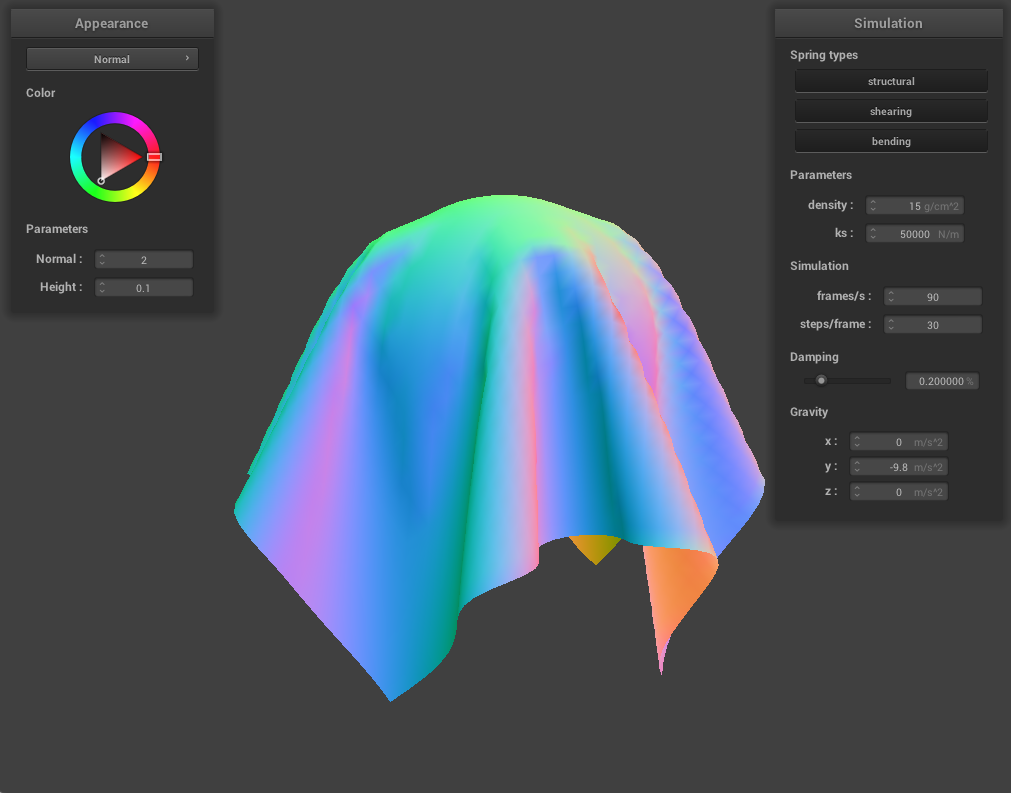 Appearance
Normal ›
Color
Parameters
Normal : 2
Height : 0.1
Simulation
Spring types
structural
shearing
bending
Parameters
density : 15 g/cm^2
ks : 50000 N/m
Simulation
frames/s : 90
steps/frame : 30
Damping
0.200000 %
Gravity
x : 0 m/s^2
y : -9.8 m/s^2
z : 0 m/s^2